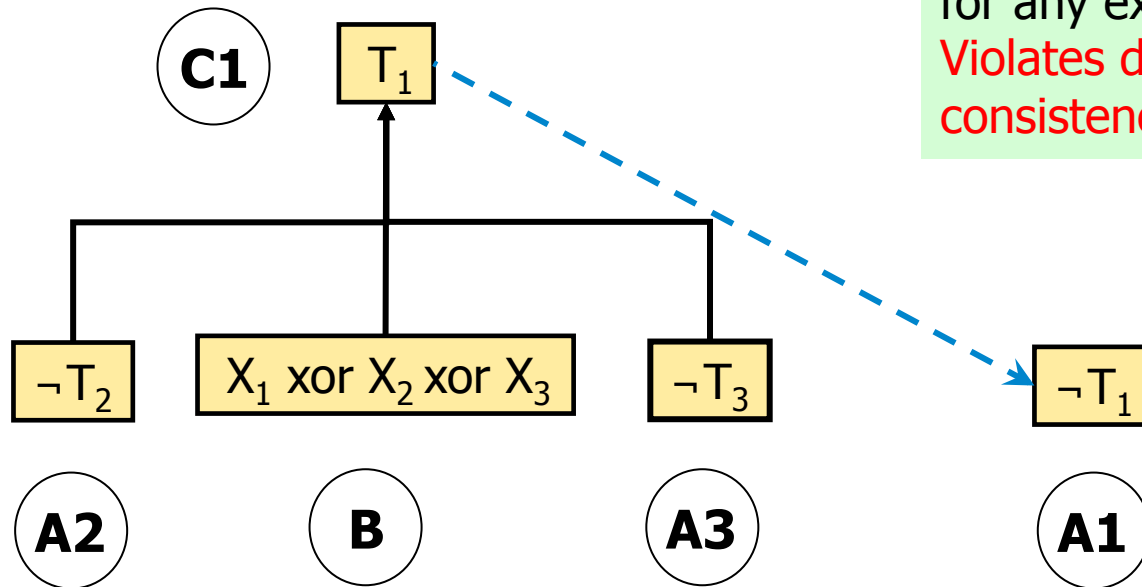 for any ex
Violates d
consistenc
C1
T₁
¬T₂
X₁ xor X₂ xor X₃
¬T₃
¬T₁
A2
B
A3
A1